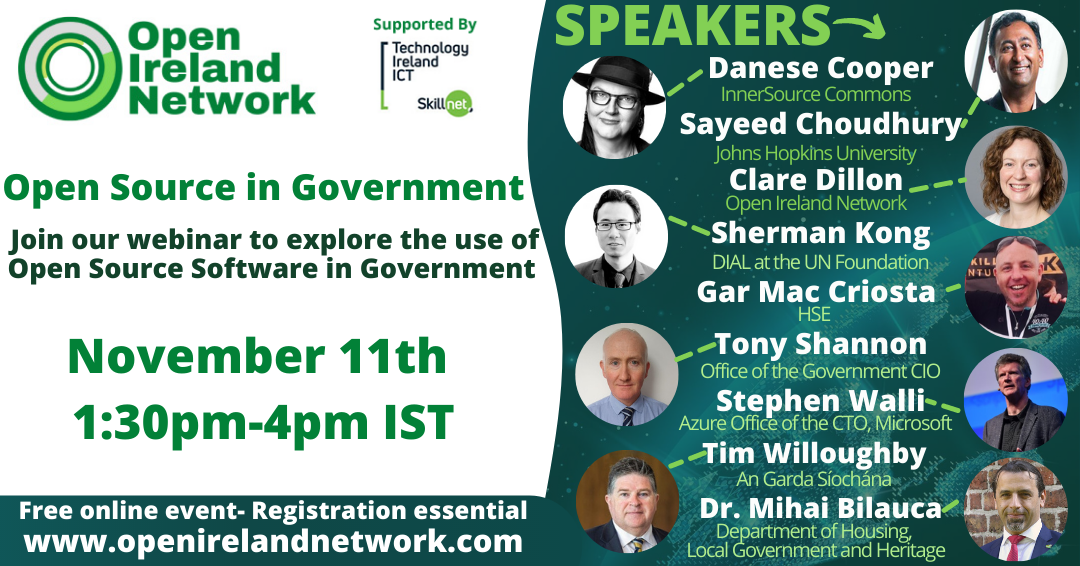 Open
Ireland
Network
Supported By
Technology
Ireland
ICT
Skillnet
Open Source in Government
Join our webinar to explore the use of
Open Source Software in Government
November 11th
1:30pm-4pm IST
Free online event- Registration essential
www.openirelandnetwork.com
SPEAKERS
Danese Cooper
InnerSource Commons
Sayeed Choudhury
Johns Hopkins University
Clare Dillon
Open Ireland Network
Sherman Kong
DIAL at the UN Foundation
Gar Mac Criosta
HSE
Tony Shannon
Office of the Government CIO
Stephen Walli
Azure Office of the CTO, Microsoft
Tim Willoughby
An Garda Síochána
Dr. Mihai Bilauca
Department of Housing,
Local Government and Heritage